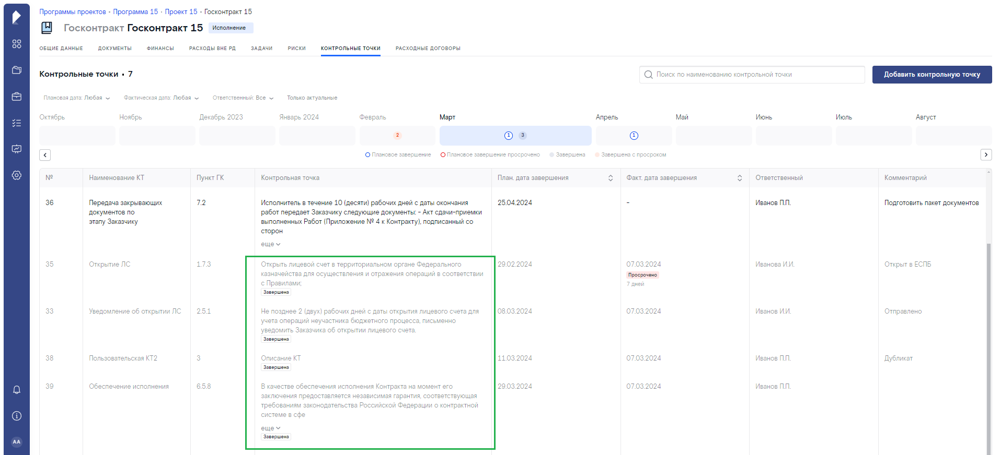 Программы проектов - Программа 15 - Проект 15 - Госконтракт 15
Госконтракт Госконтракт 15 Исполнение
ОБЩИЕ ДАННЫЕ ДОКУМЕНТЫ ФИНАНСЫ РАСХОДЫ ВНЕ РД ЗАДАЧИ РИСКИ КОНТРОЛЬНЫЕ ТОЧКИ РАСХОДНЫЕ ДОГОВОРЫ
Контрольные точки • 7
Поиск по наименованию контрольной точки
Добавить контрольную точку
Плановая дата: Любая Фактическая дата: Любая Ответственный: Все Только актуальные
Октябрь Ноябрь Декабрь 2023 Январь 2024 Февраль Март Апрель Май Июнь Июль Август
2 1 3 1
Плановое завершение Плановое завершение просрочено Завершена Завершена с просроком
№ Наименование КТ Пункт ГК Контрольная точка План. дата завершения Факт. дата завершения Ответственный Комментарий
36
Передача закрывающих
документов по
этапу Заказчику
7.2
Исполнитель в течение 10 (десяти) рабочих дней с даты окончания
работ передает Заказчику следующие документы: - Акт сдачи-приемки
выполненных Работ (Приложение № 4 к Контракту), подписанный со
сторон
еще
25.04.2024
-
Иванов П.П.
Подготовить пакет документов
35
Открытие ЛС
1.7.3
Открыть лицевой счет в территориальном органе Федерального
казначейства для осуществления и отражения операций в соответствии
с Правилами;
Завершена
29.02.2024
07.03.2024
Просрочено
7 дней
Иванова И.И.
Открыт в ЕСПБ
33
Уведомление об открытии ЛС
2.5.1
Не позднее 2 (двух) рабочих дней с даты открытия лицевого счета для
учета операций неучастника бюджетного процесса, письменно
уведомить Заказчика об открытии лицевого счета.
Завершена
08.03.2024
07.03.2024
Иванов И.И.
Отправлено
38
Пользовательская КТ2
3
Описание КТ
Завершена
11.03.2024
07.03.2024
Иванов П.П.
Дубликат
39
Обеспечение исполнения
6.5.8
В качестве обеспечения исполнения Контракта на момент его
заключения предоставляется независимая гарантия, соответствующая
требованиям законодательства Российской Федерации о контрактной
системе в сфе
еще
Завершена
29.03.2024
07.03.2024
Иванов П.П.
АА